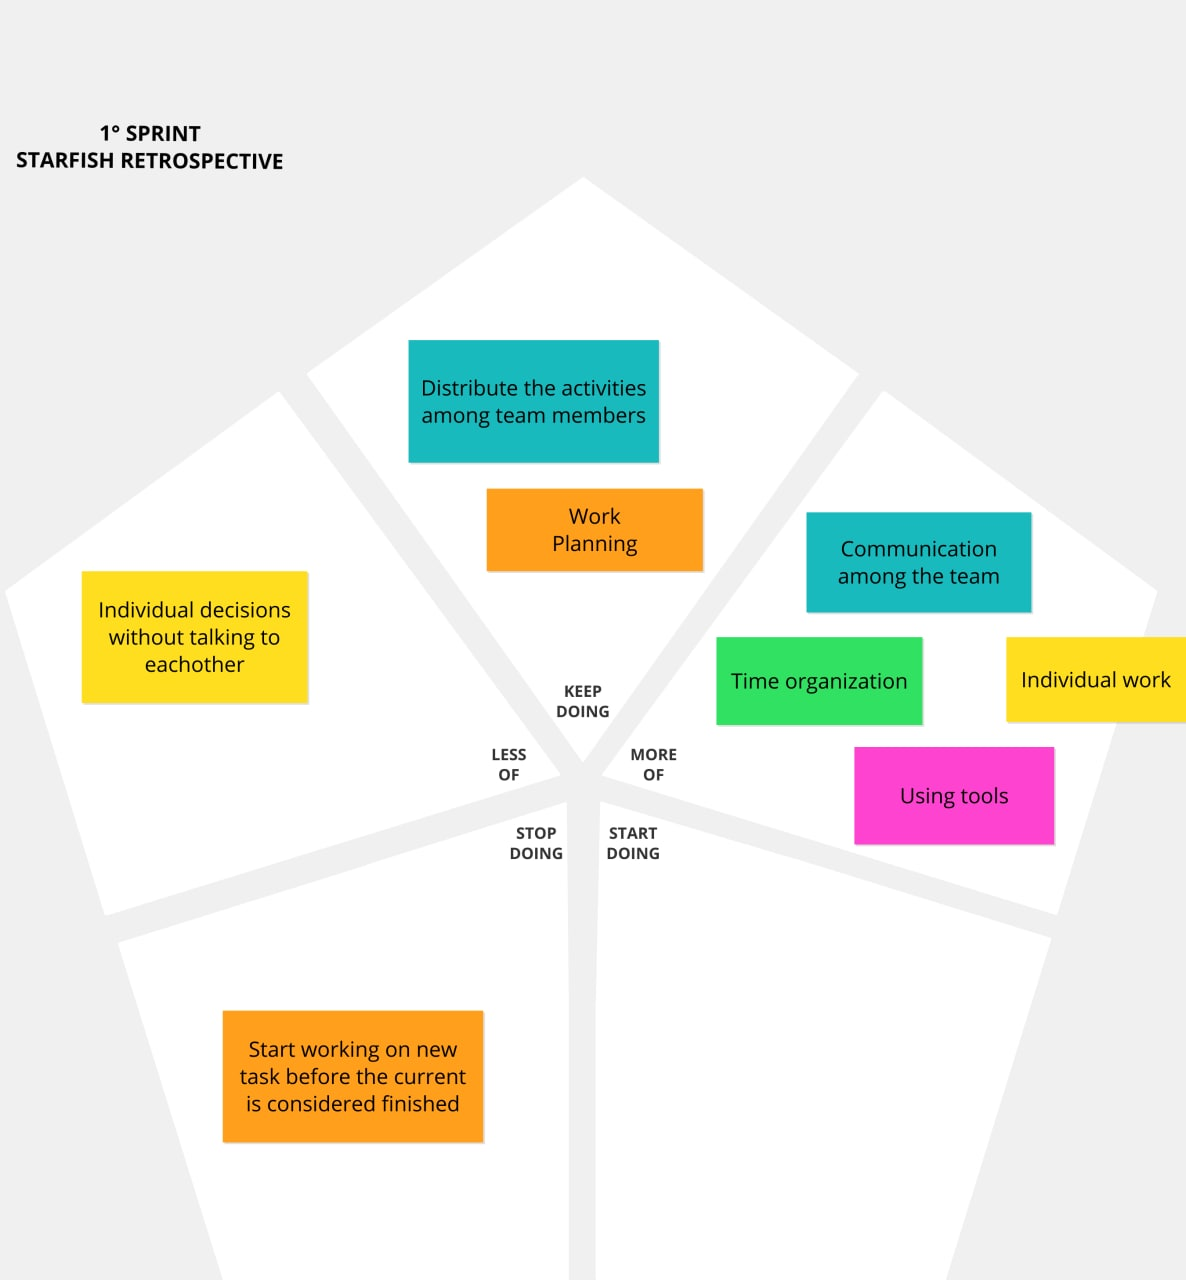 1° SPRINT
STARFISH RETROSPECTIVE
Distribute the activities
among team members
Work
Planning
Communication
among the team
Individual decisions
without talking to
eachother
Time organization
Individual work
KEEP
DOING
LESS
OF
MORE
OF
Using tools
STOP
DOING
START
DOING
Start working on new
task before the current
is considered finished